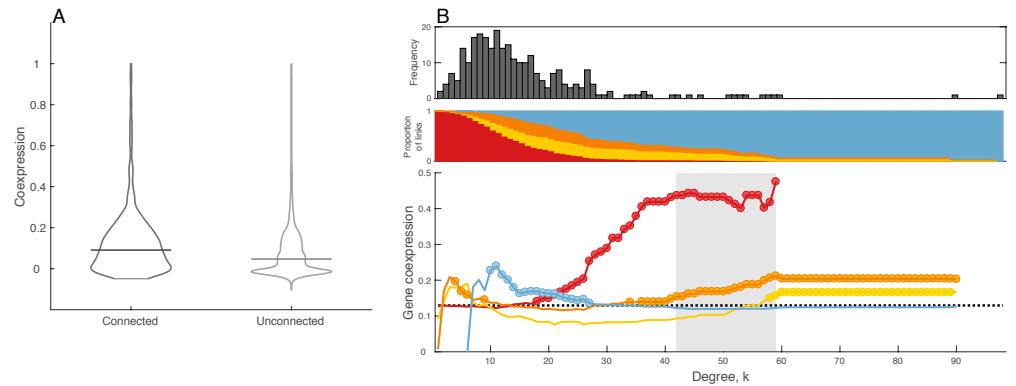 A
Coexpression
1
0.8
0.6
0.4
0.2
0
Connected
Unconnected
B
Frequency
20
10
0
Proportion
of links
1
0
Gene coexpression
0.5
0.4
0.3
0.2
0.1
0
10
20
30
40
50
60
70
80
90
Degree, k